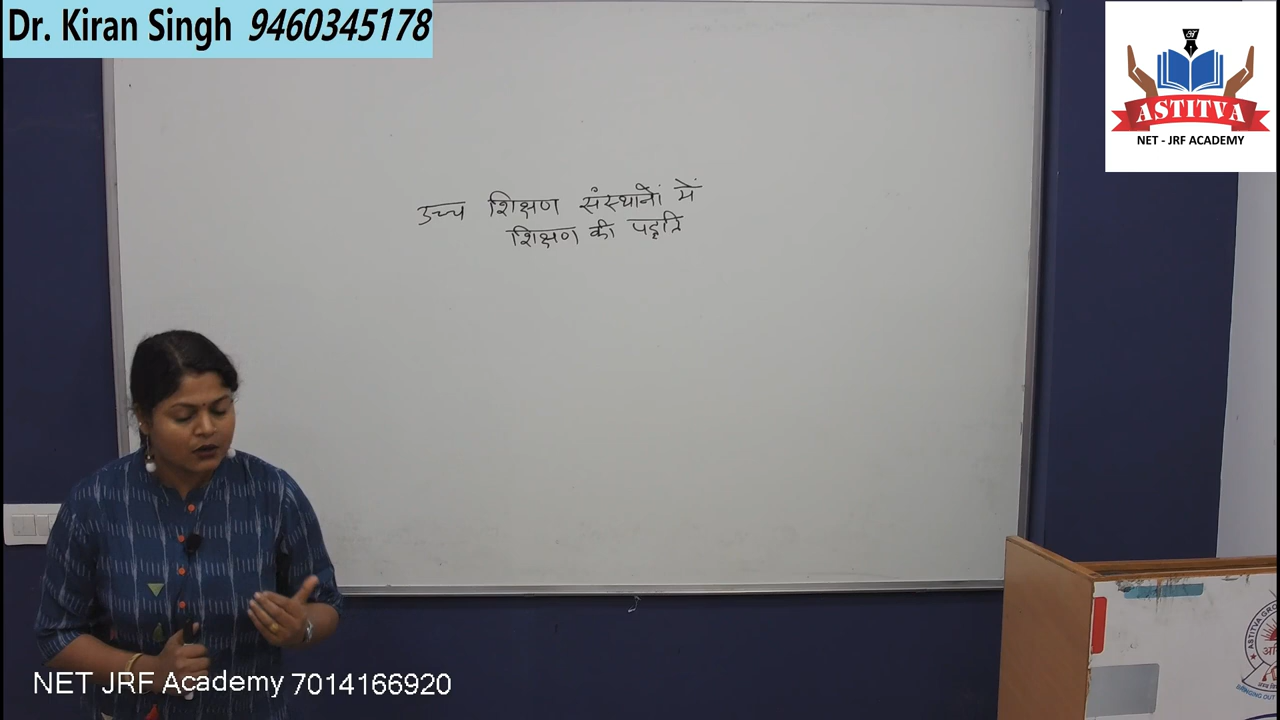 Dr. Kiran Singh 9460345178
ASTITVA
NET - JRF ACADEMY
उच्च शिक्षण संस्थानों में
शिक्षण की पद्धति
NET JRF Academy 7014166920